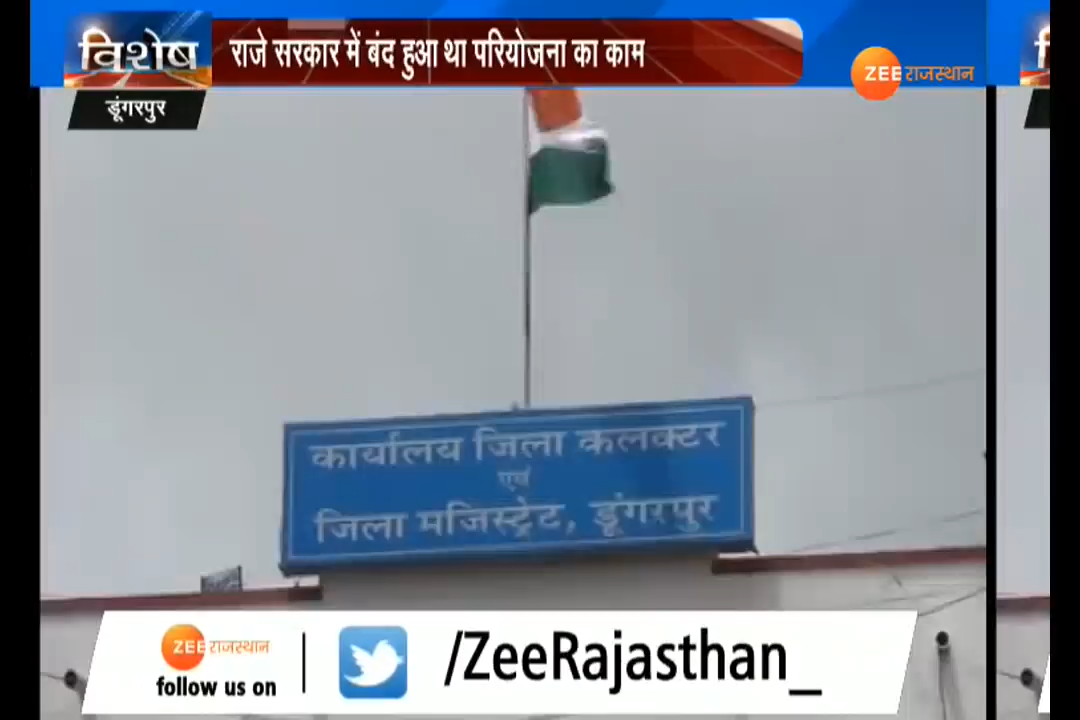 विशेष
राजे सरकार में बंद हुआ था परियोजना का काम
ZEE राजस्थान
डूंगरपुर
कार्यालय जिला कलक्टर
एवं
जिला मजिस्ट्रेट, डूंगरपुर
ZEE राजस्थान
follow us on
/ZeeRajasthan_